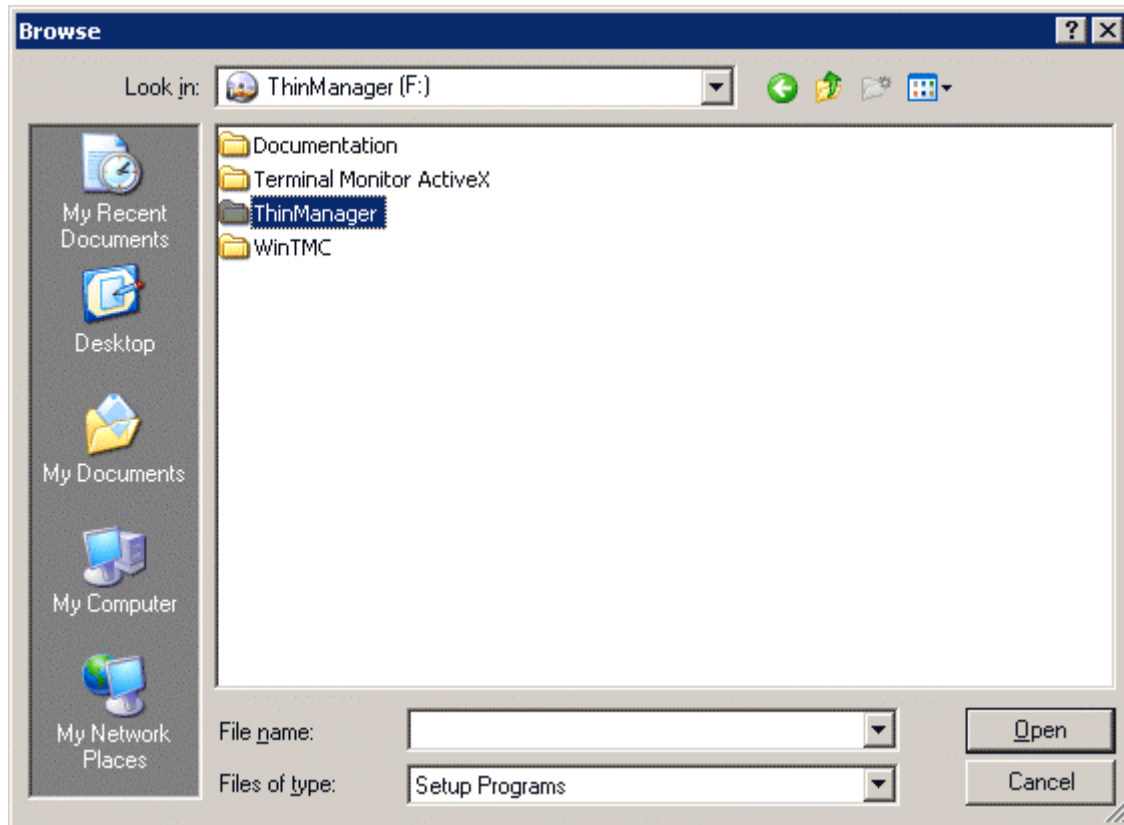 Browse
Look in: ThinManager (F:)
My Recent
Documents
Desktop
My Documents
My Computer
My Network
Places
Documentation
Terminal Monitor ActiveX
ThinManager
WinTMC
File name:
Open
Files of type: Setup Programs
Cancel